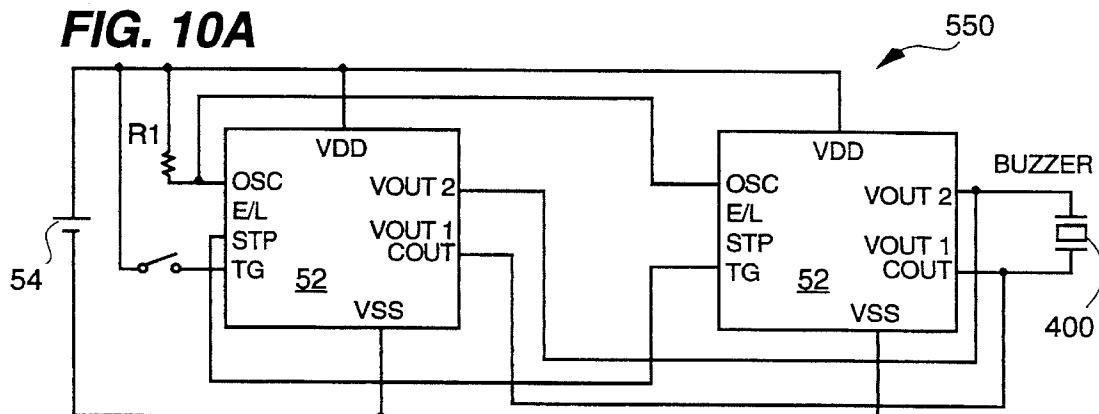 FIG. 10A
550
R1
VDD
OSC
E/L
STP
TG
VOUT 2
VOUT 1
COUT
52
VSS
54
VDD
OSC
E/L
STP
TG
VOUT 2
VOUT 1
COUT
52
VSS
BUZZER
400